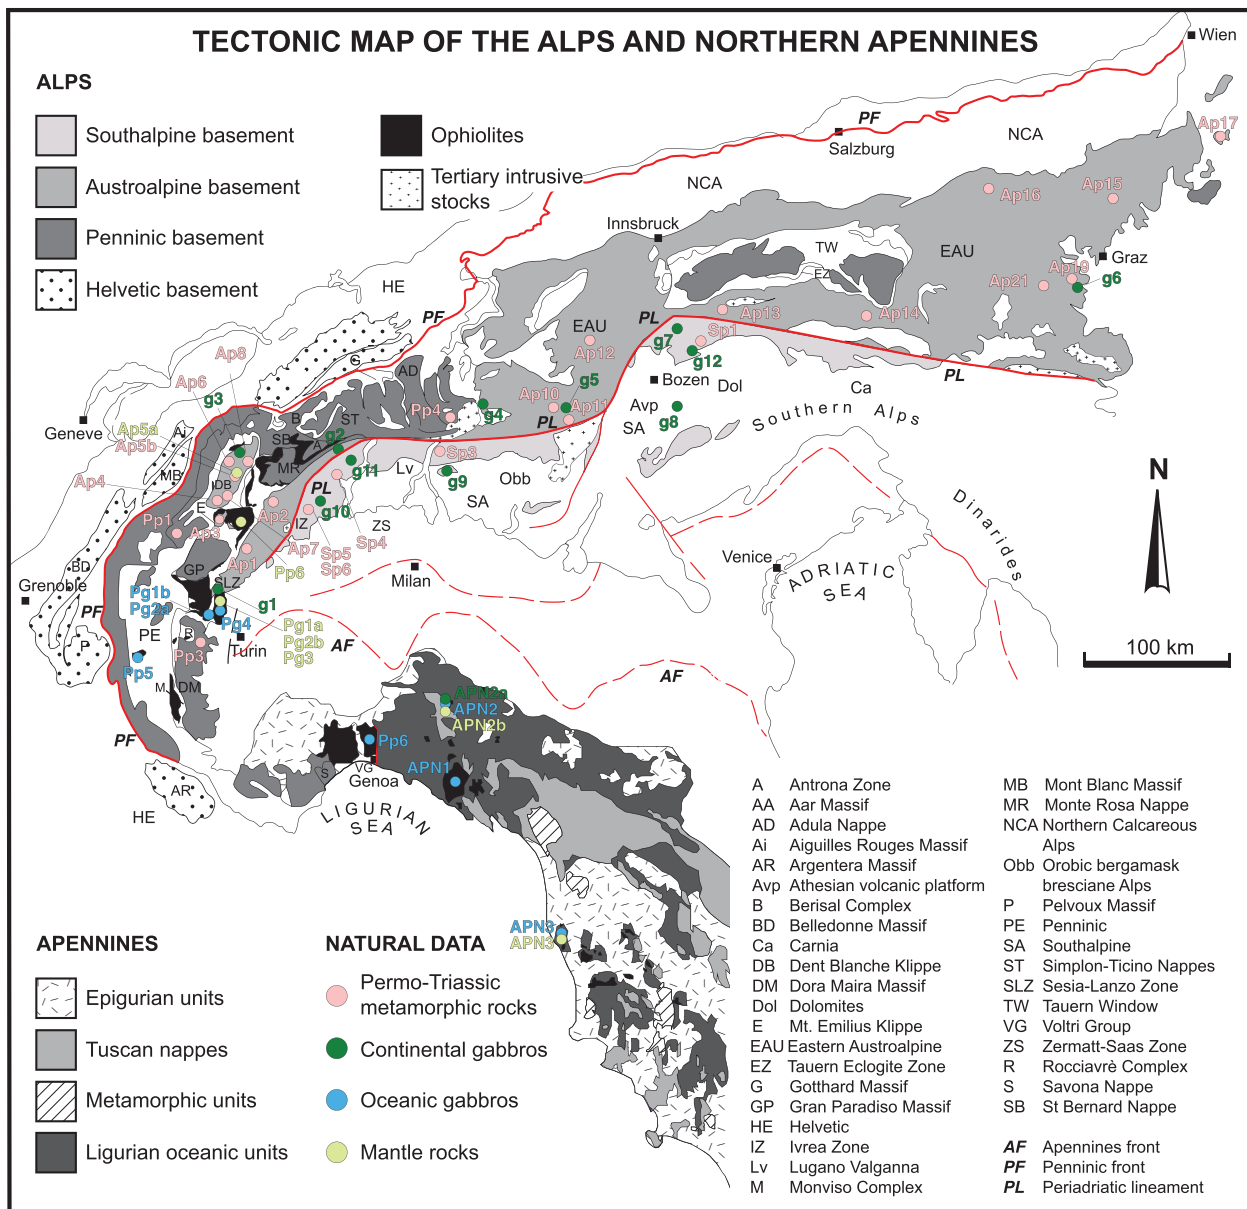 TECTONIC MAP OF THE ALPS AND NORTHERN APENNINES
ALPS
Southalpine basement
Austroalpine basement
Penninic basement
Helvetic basement
Ophiolites
Tertiary intrusive
stocks
Wien
PF
NCA
Ap17
Salzburg
NCA
Ap16
Ap15
Innsbruck
TW
EAU
Graz
EZ
Ap19
Ap21
g6
HE
PF
Ap13
Ap14
PL
Sp1
EAU
g7
Ap12
g12
PL
Ap8
G
AD
Bozen
Dol
Ca
Ap6
g5
g3
Ap10
Avp
Pp4
g4
Ap11
PL
SA
g8
Southern Alps
Geneve
B
ST
Ai
Ap5a
SB
g2
A
Ap5b
Sp3
Lv
MR
g11
Obb
g9
SA
MB
Ap4
DB
PL
N
Dinarides
E
g10
Pp1
Ap2
IZ
ZS
Ap3
Sp4
Ap7
Sp5
Ap1
Pp6
Sp6
Venice
BD
GP
Milan
ADRIATIC
SEA
Grenoble
SLZ
Pg1b
g1
PF
Pg2a
Pg4
Pg1a
PE
R
Pg2b
Turin
AF
P
Pp3
Pg3
100 km
Pp5
AF
M
DM
APN2a
APN2
APN2b
PF
Pp6
VG
S
Genoa
APN1
AR
HE
LIGURIAN
SEA
APN3
APN3
APENNINES
Epigurian units
Tuscan nappes
Metamorphic units
Ligurian oceanic units
NATURAL DATA
Permo-Triassic
metamorphic rocks
Continental gabbros
Oceanic gabbros
Mantle rocks
A Antrona Zone
AA Aar Massif
AD Adula Nappe
Ai Aiguilles Rouges Massif
AR Argentera Massif
Avp Athesian volcanic platform
B Berisal Complex
BD Belledonne Massif
Ca Carnia
DB Dent Blanche Klippe
DM Dora Maira Massif
Dol Dolomites
E Mt. Emilius Klippe
EAU Eastern Austroalpine
EZ Tauern Eclogite Zone
G Gotthard Massif
GP Gran Paradiso Massif
HE Helvetic
IZ Ivrea Zone
Lv Lugano Valganna
M Monviso Complex
MB Mont Blanc Massif
MR Monte Rosa Nappe
NCA Northern Calcareous
Alps
Obb Orobic bergamask
bresciane Alps
P Pelvoux Massif
PE Penninic
SA Southalpine
ST Simplon-Ticino Nappes
SLZ Sesia-Lanzo Zone
TW Tauern Window
VG Voltri Group
ZS Zermatt-Saas Zone
R Rocciavrè Complex
S Savona Nappe
SB St Bernard Nappe
AF Apennines front
PF Penninic front
PL Periadriatic lineament